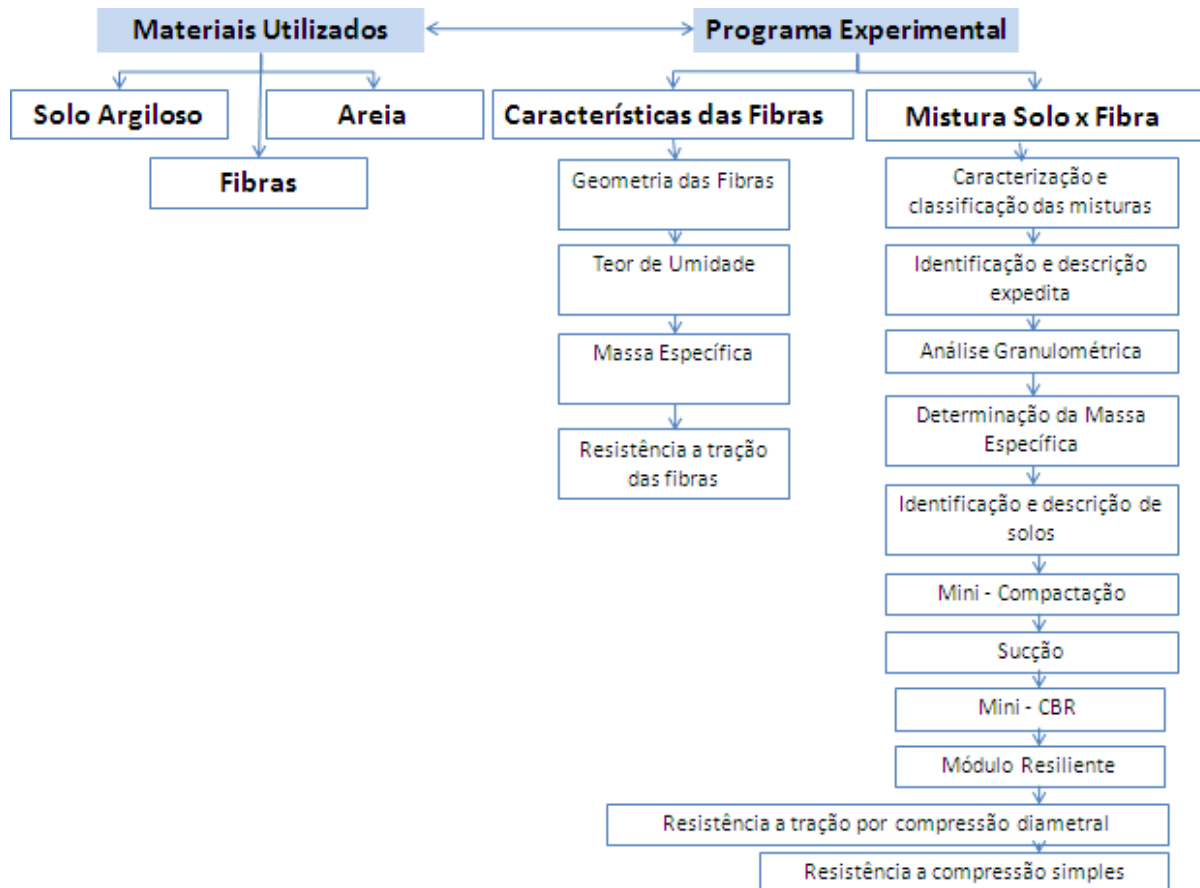 Materiais Utilizados
Programa Experimental
Solo Argiloso
Areia
Características das Fibras
Mistura Solo x Fibra
Fibras
Geometria das Fibras
Teor de Umidade
Massa Específica
Resistência a tração
das fibras
Caracterização e
classificação das misturas
Identificação e descrição
expedita
Análise Granulométrica
Determinação da Massa
Específica
Identificação e descrição de
solos
Mini - Compactação
Sucção
Mini - CBR
Módulo Resiliente
Resistência a tração por compressão diametral
Resistência a compressão simples